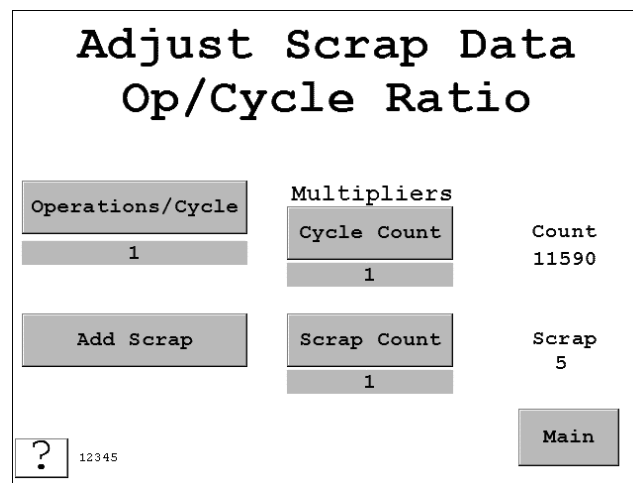 Adjust Scrap Data
Op/Cycle Ratio
Operations/Cycle
1
Multipliers
Cycle Count
1
Count
11590
Add Scrap
Scrap Count
1
Scrap
5
?
12345
Main